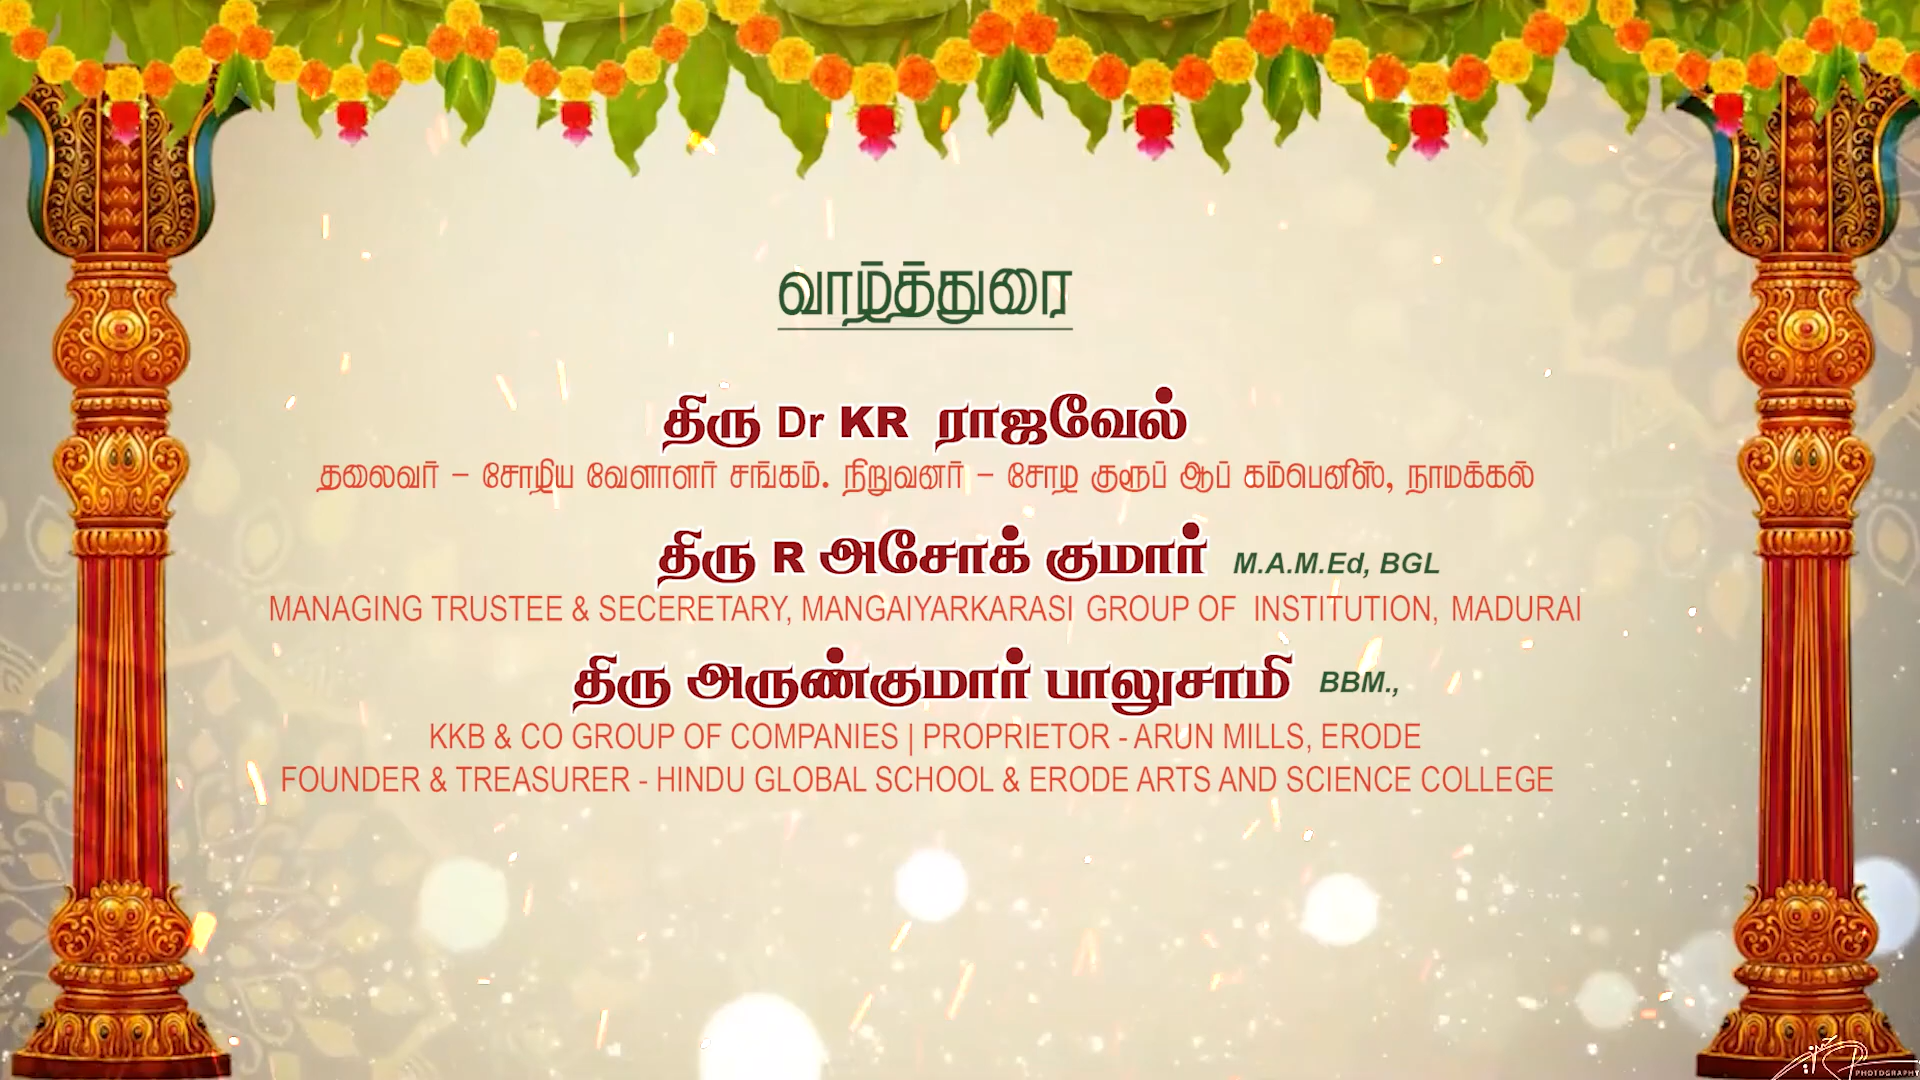 வாழ்த்துரை
திரு Dr KR ராஜவேல்
தலைவர் – சோழிய வேளாளர் சங்கம். நிறுவனர் – சோழ குரூப் ஆப் கம்பெனிஸ், நாமக்கல்
திரு R அசோக் குமார் M.A.M.Ed, BGL
MANAGING TRUSTEE & SECERETARY, MANGAIYARKARASI GROUP OF INSTITUTION, MADURAI
திரு அருண்குமார் பாலுசாமி BBM.,
KKB & CO GROUP OF COMPANIES | PROPRIETOR - ARUN MILLS, ERODE
FOUNDER & TREASURER - HINDU GLOBAL SCHOOL & ERODE ARTS AND SCIENCE COLLEGE
PHOTOGRAPHY